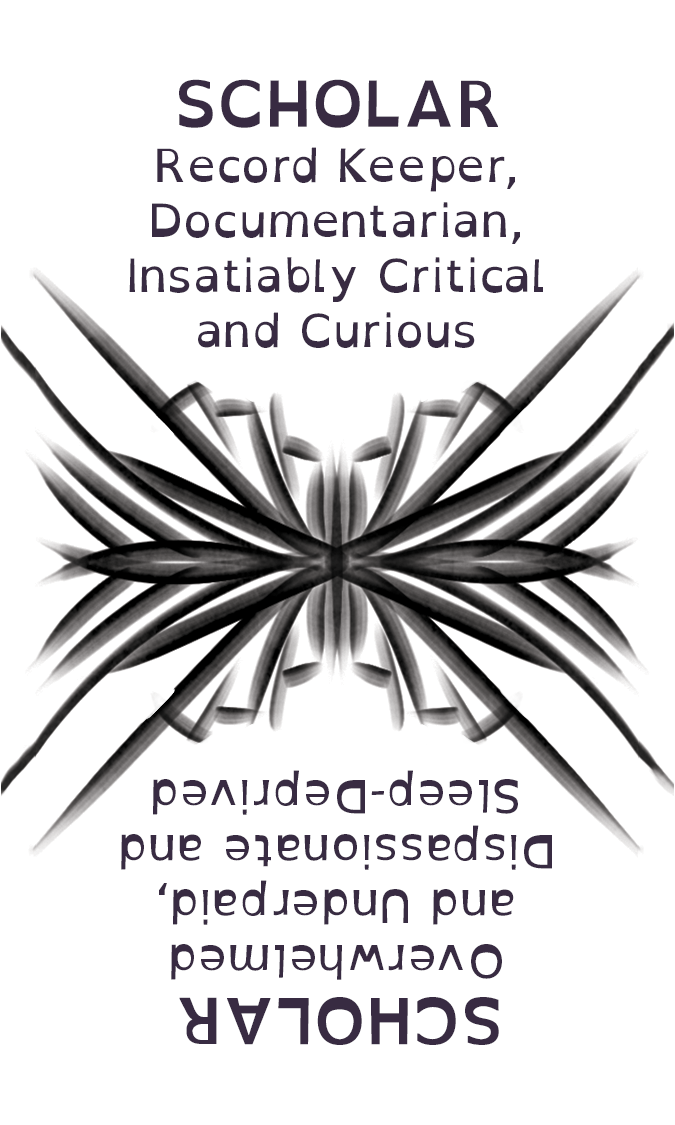 SCHOLAR
Record Keeper,
Documentarian,
Insatiably Critical
and Curious
SCHOLAR
Overwhelmed
and Underpaid,
Dispassionate and
Sleep-Deprived